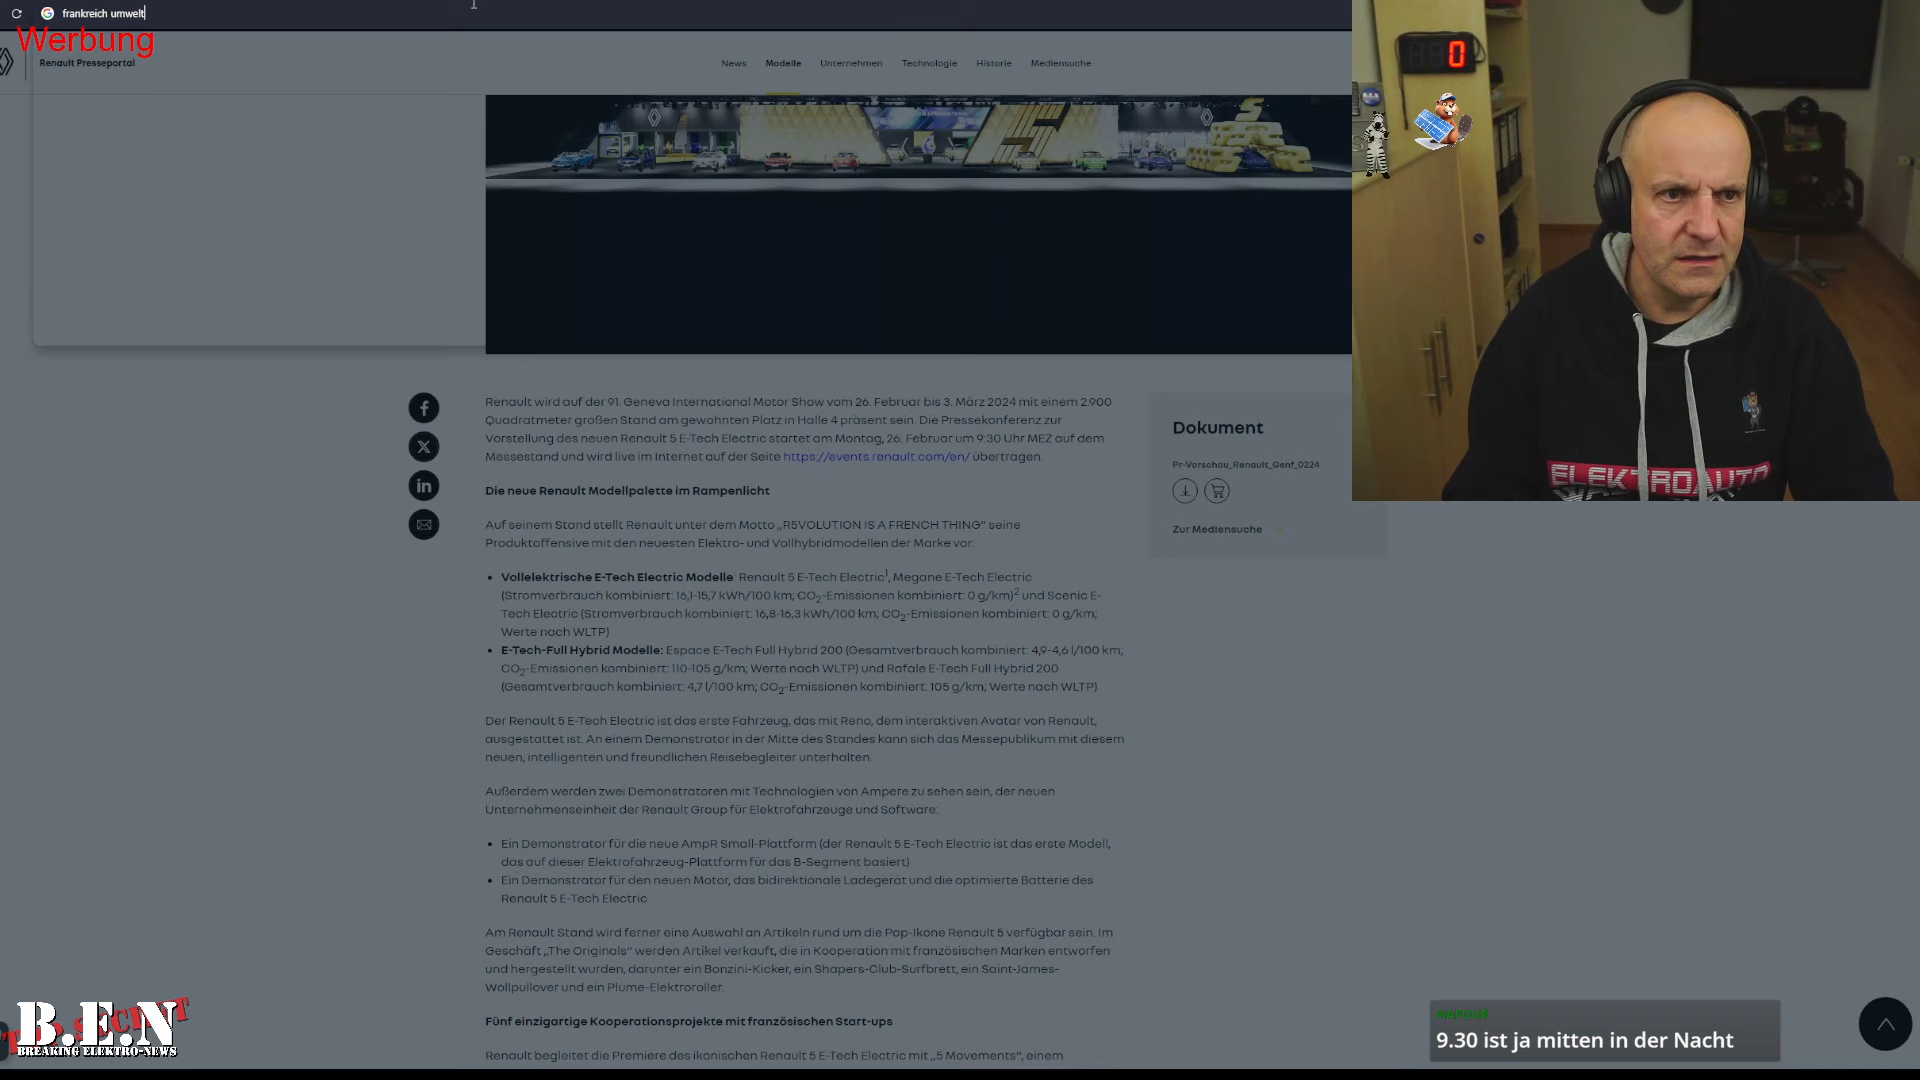 frankreich umwelt
Werbung
Renault Presseportal
News Modelle Unternehmen Technologie Historie Mediensuche
0
Renault wird auf der 91. Geneva International Motor Show vom 26. Februar bis 3. März 2024 mit einem 2.900
Quadratmeter großen Stand am gewohnten Platz in Halle 4 präsent sein. Die Pressekonferenz zur
Vorstellung des neuen Renault 5 E-Tech Electric startet am Montag, 26. Februar um 9:30 Uhr MEZ auf dem
Messestand und wird live im Internet auf der Seite https://events.renault.com/en/ übertragen.
Die neue Renault Modellpalette im Rampenlicht
Auf seinem Stand stellt Renault unter dem Motto „R5VOLUTION IS A FRENCH THING“ seine
Produktoffensive mit den neuesten Elektro- und Vollhybridmodellen der Marke vor:
• Vollelektrische E-Tech Electric Modelle: Renault 5 E-Tech Electric1, Megane E-Tech Electric
(Stromverbrauch kombiniert: 16,1-15,7 kWh/100 km; CO2-Emissionen kombiniert: 0 g/km)2 und Scenic E-
Tech Electric (Stromverbrauch kombiniert: 16,8-16,3 kWh/100 km; CO2-Emissionen kombiniert: 0 g/km;
Werte nach WLTP)
• E-Tech-Full Hybrid Modelle: Espace E-Tech Full Hybrid 200 (Gesamtverbrauch kombiniert: 4,9-4,6 l/100 km;
CO2-Emissionen kombiniert: 110-105 g/km; Werte nach WLTP) und Rafale E-Tech Full Hybrid 200
(Gesamtverbrauch kombiniert: 4,7 l/100 km; CO2-Emissionen kombiniert: 105 g/km; Werte nach WLTP)
Der Renault 5 E-Tech Electric ist das erste Fahrzeug, das mit Reno, dem interaktiven Avatar von Renault,
ausgestattet ist. An einem Demonstrator in der Mitte des Standes kann sich das Messepublikum mit diesem
neuen, intelligenten und freundlichen Reisebegleiter unterhalten.
Außerdem werden zwei Demonstratoren mit Technologien von Ampere zu sehen sein, der neuen
Unternehmenseinheit der Renault Group für Elektrofahrzeuge und Software:
• Ein Demonstrator für die neue AmpR Small-Plattform (der Renault 5 E-Tech Electric ist das erste Modell,
das auf dieser Elektrofahrzeug-Plattform für das B-Segment basiert)
• Ein Demonstrator für den neuen Motor, das bidirektionale Ladegerät und die optimierte Batterie des
Renault 5 E-Tech Electric
Am Renault Stand wird ferner eine Auswahl an Artikeln rund um die Pop-Ikone Renault 5 verfügbar sein. Im
Geschäft „The Originals“ werden Artikel verkauft, die in Kooperation mit französischen Marken entworfen
und hergestellt wurden, darunter ein Bonzini-Kicker, ein Shapers-Club-Surfbrett, ein Saint-James-
Wollpullover und ein Plume-Elektroroller.
Fünf einzigartige Kooperationsprojekte mit französischen Start-ups
Renault begleitet die Premiere des ikonischen Renault 5 E-Tech Electric mit „5 Movements“, einem
Dokument
Pr-Vorschau_Renault_Genf_0224
Zur Mediensuche
ELEKTROAUTO
B.E.N
BREAKING ELEKTRO-NEWS
9.30 ist ja mitten in der Nacht